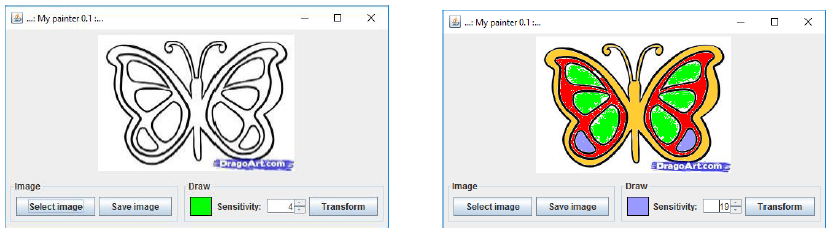 ...: My painter 0.1 :...
DragoArt.com
Image
Draw
Select image
Save image
Sensitivity:
4
Transform
...: My painter 0.1 :...
DragoArt.com
Image
Draw
Select image
Save image
Sensitivity:
19
Transform